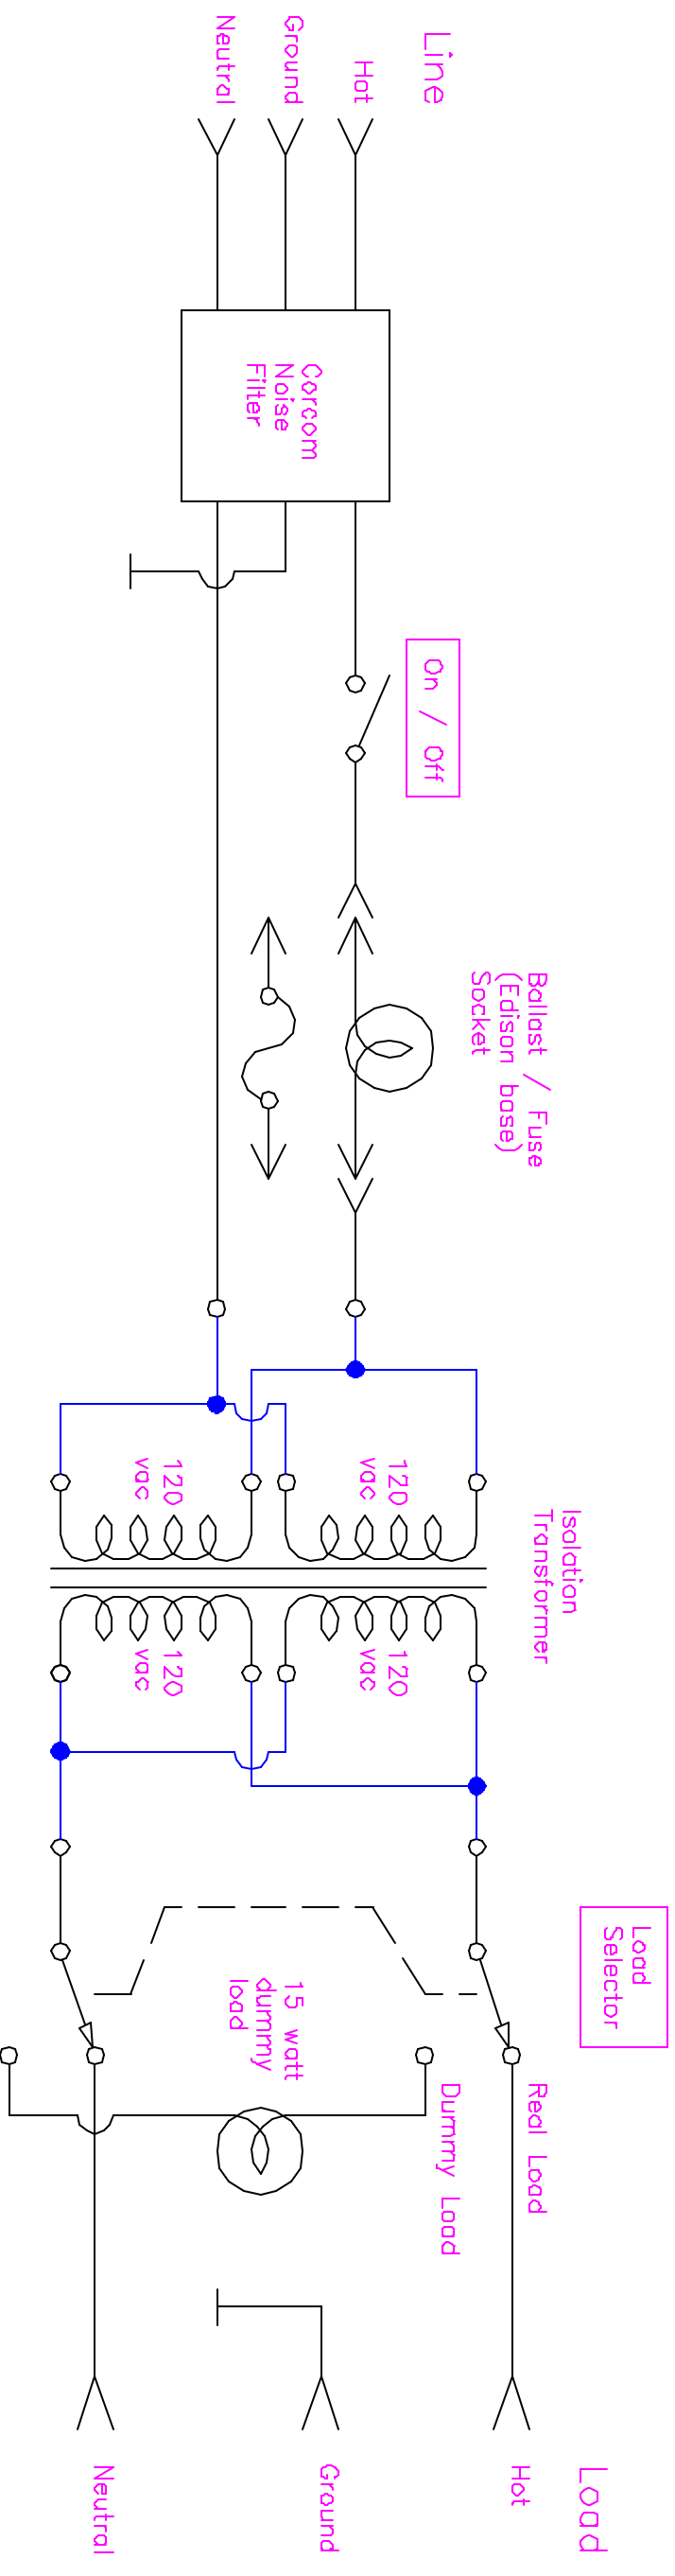 Line
Hot
Ground
Neutral
Corcom
Noise
Filter
On / Off
Ballast / Fuse
(Edison base)
Socket
Isolation
Transformer
120
vac
120
vac
120
vac
120
vac
Load
Selector
15 watt
dummy
load
Real Load
Dummy Load
Load
Hot
Ground
Neutral